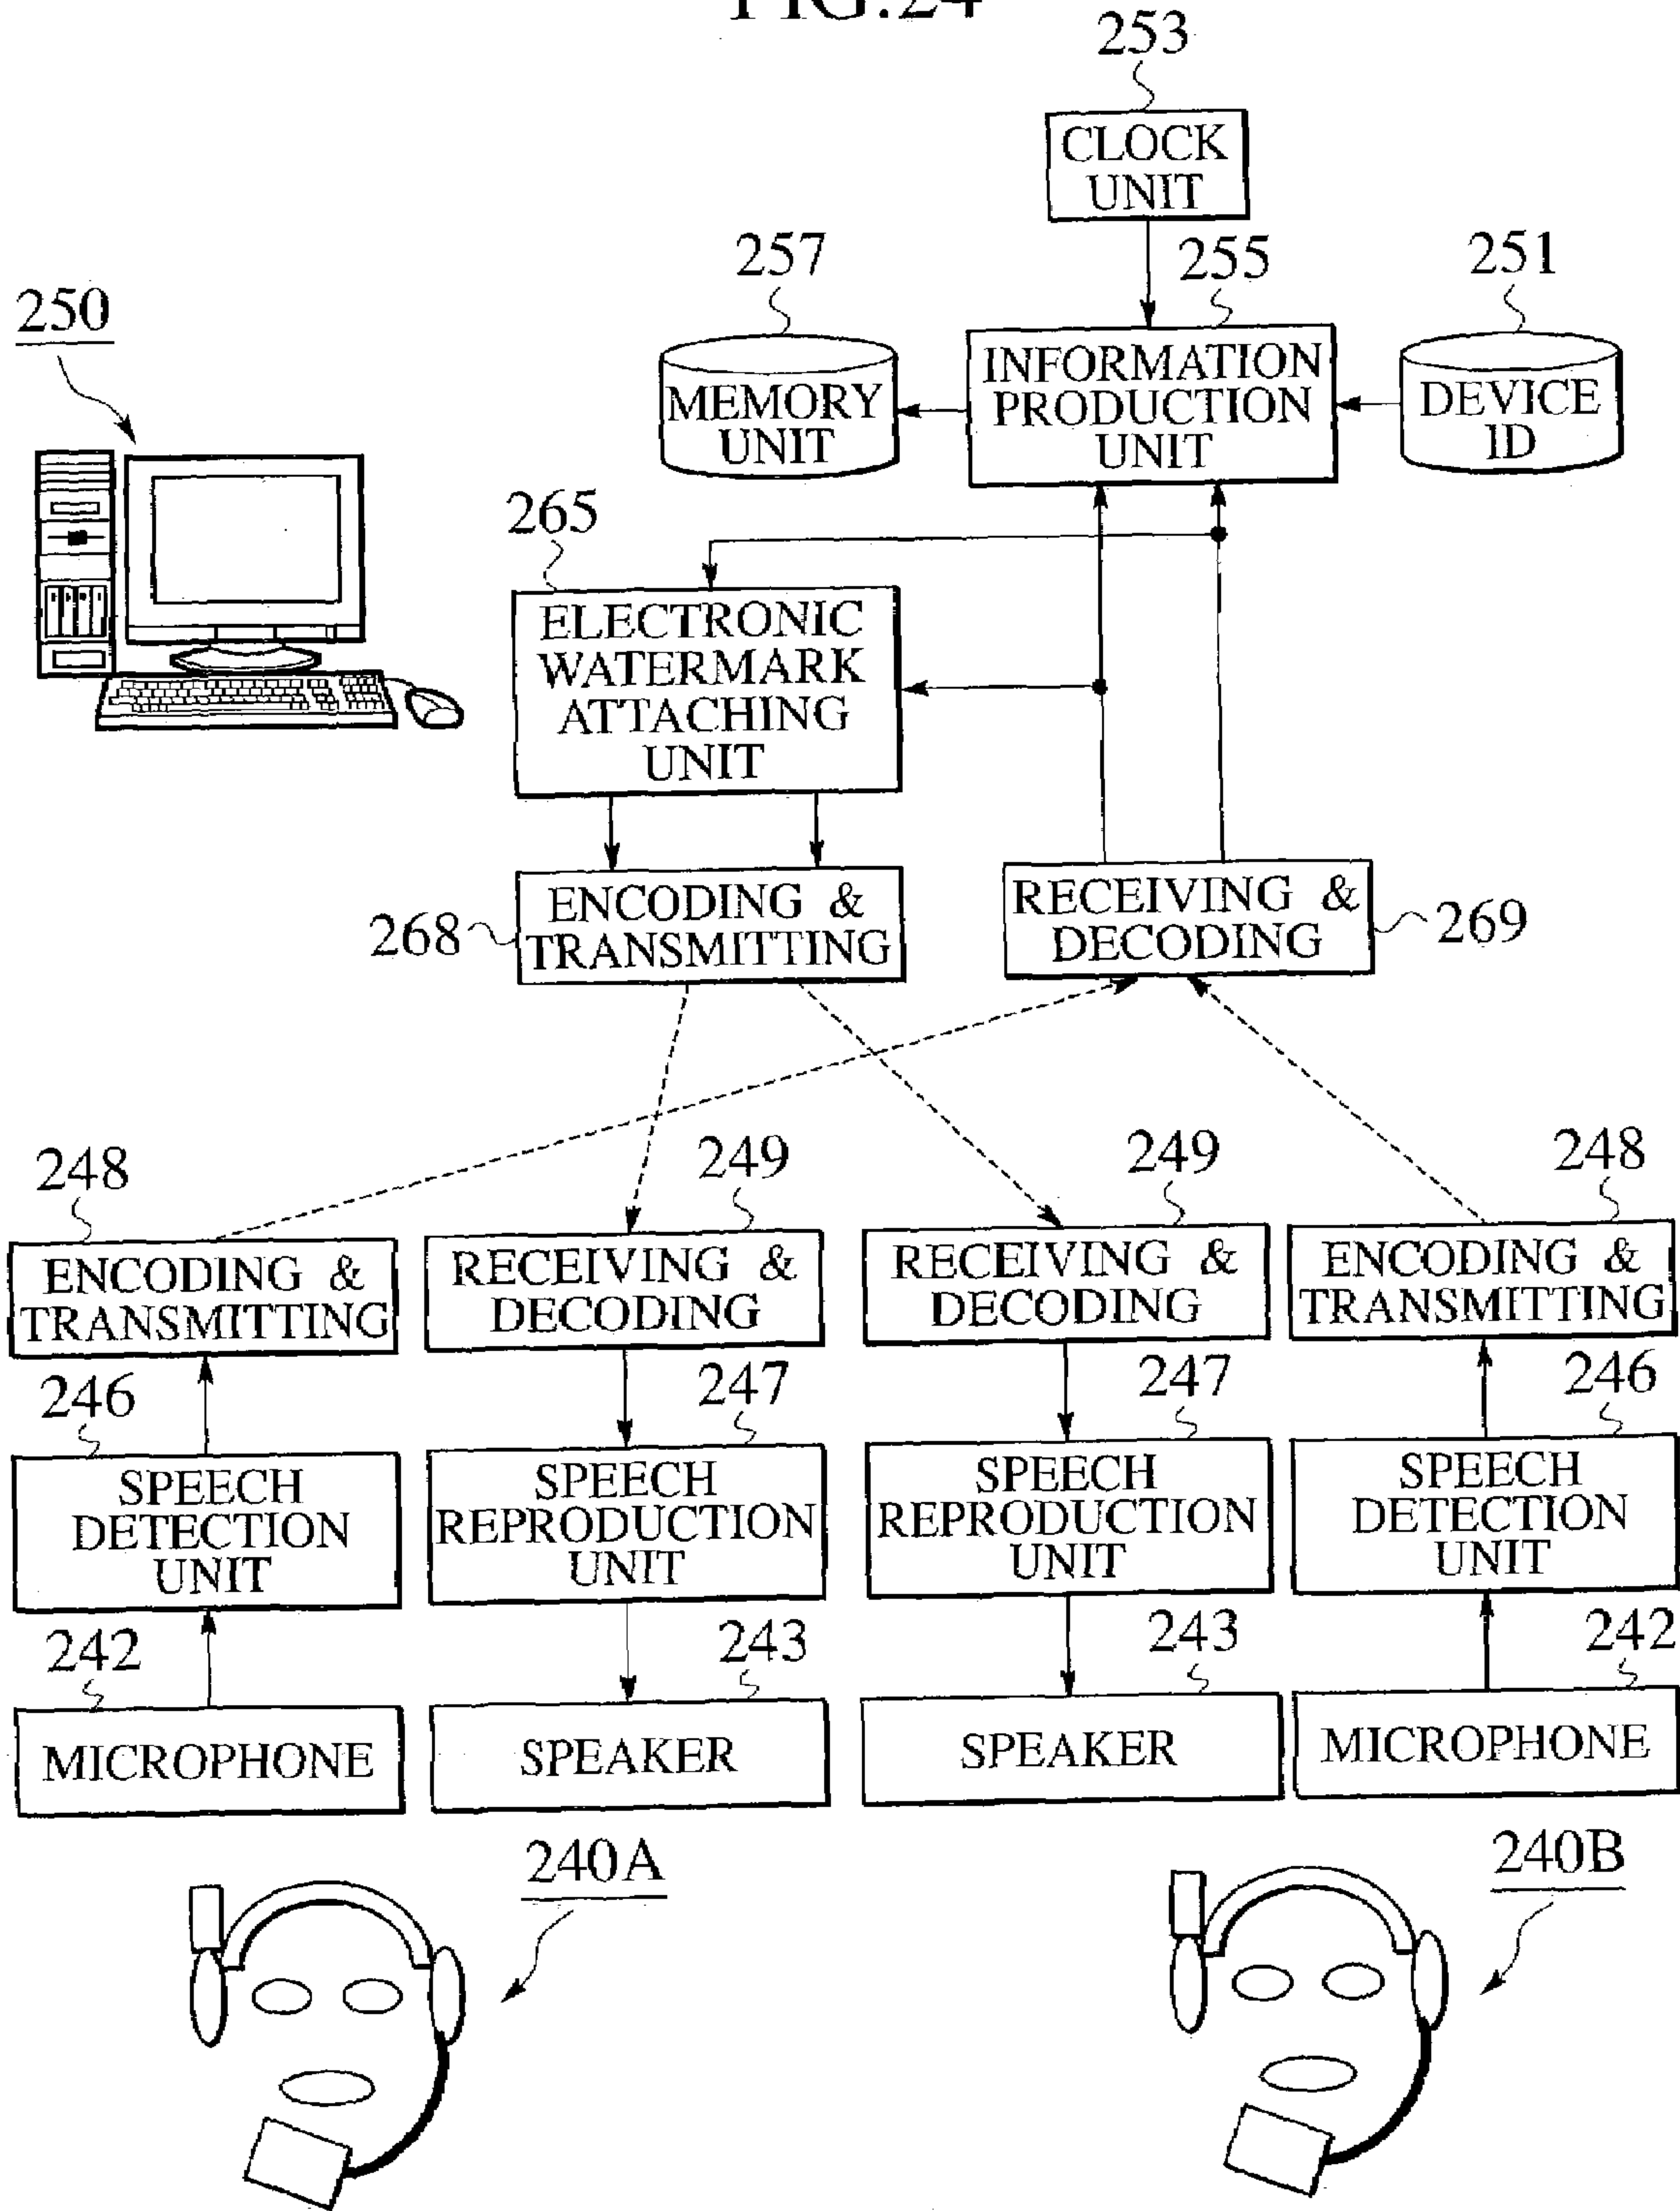 FIG.24
253
CLOCK
UNIT
257
255
251
250
MEMORY
UNIT
INFORMATION
PRODUCTION
UNIT
DEVICE
ID
265
ELECTRONIC
WATERMARK
ATTACHING
UNIT
268
ENCODING &
TRANSMITTING
RECEIVING &
DECODING
269
248
249
249
248
ENCODING &
TRANSMITTING
RECEIVING &
DECODING
RECEIVING &
DECODING
ENCODING &
TRANSMITTING
246
247
247
246
SPEECH
DETECTION
UNIT
SPEECH
REPRODUCTION
UNIT
SPEECH
REPRODUCTION
UNIT
SPEECH
DETECTION
UNIT
242
243
243
242
MICROPHONE
SPEAKER
SPEAKER
MICROPHONE
240A
240B